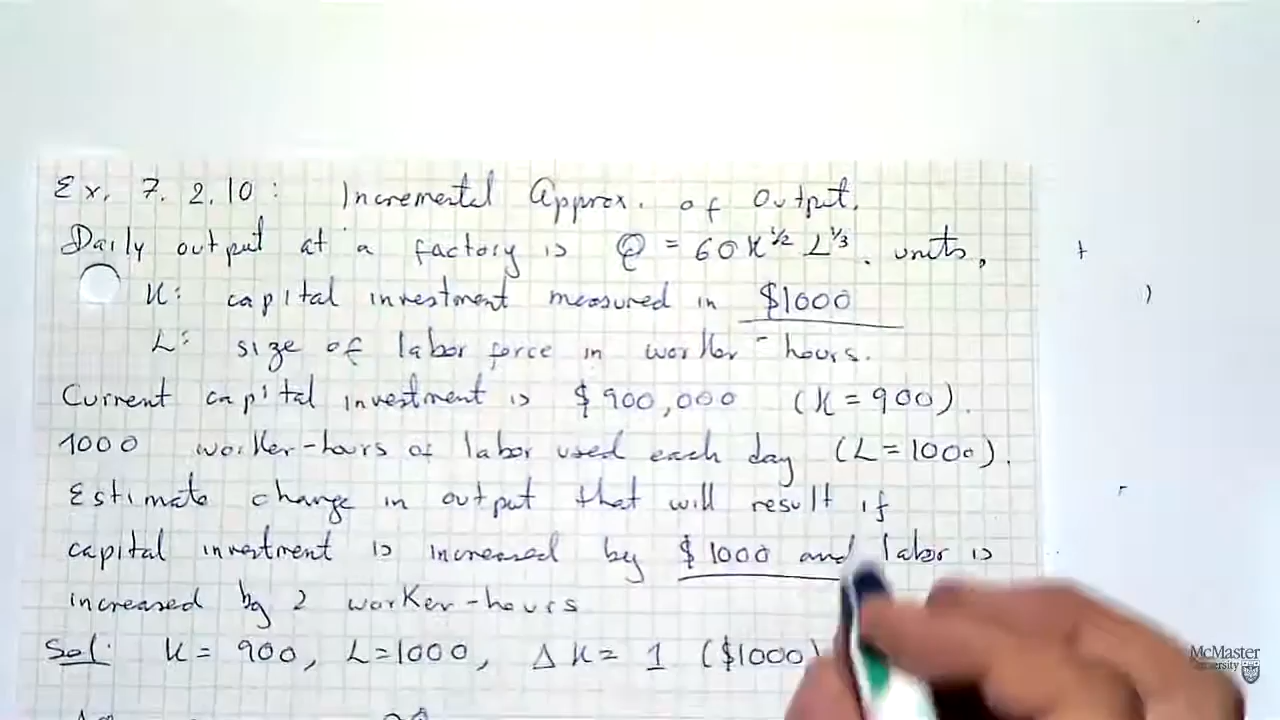 Ex. 7.2.10: Incremental Approx. of Output.
Daily output at a factory is Q = 60K^1/2 L^1/3. units,
K: capital investment measured in $1000
L: size of labor force in worker-hours.
Current capital investment is $900,000 (K=900).
1000 worker-hours of labor used each day (L=1000).
Estimate change in output that will result if
capital investment is increased by $1000 and labor is
increased by 2 worker-hours
Sol: K= 900, L=1000, ΔK= 1 ($1000)
McMaster
University